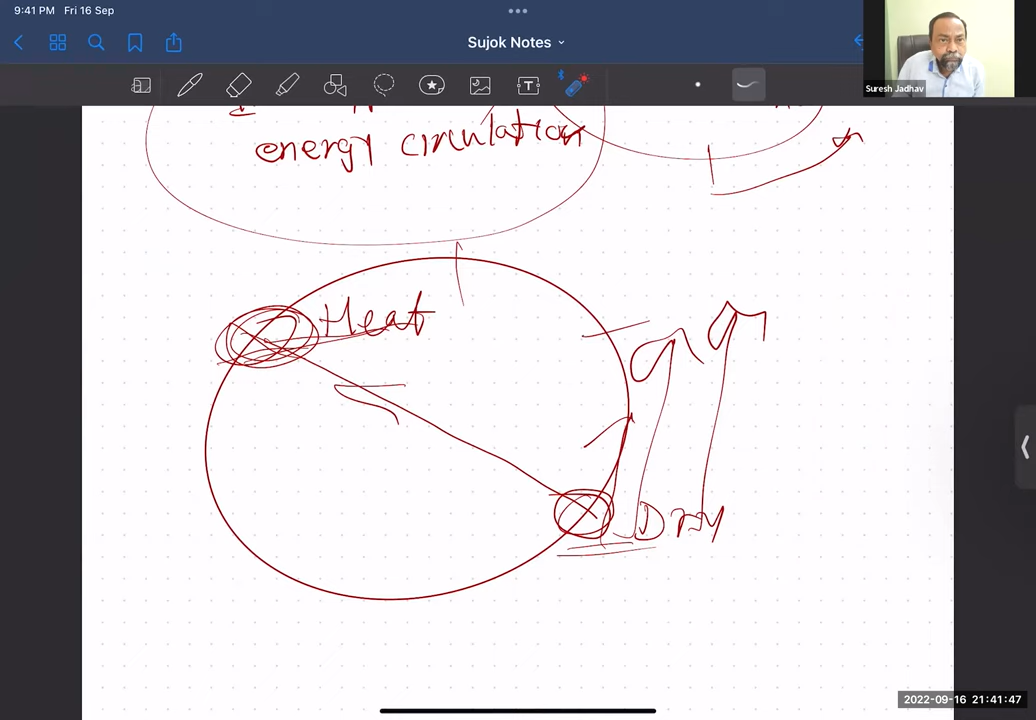 9:41 PM Fri 16 Sep
Sujok Notes
Suresh Jadhav
energy circulation
Heat
Dry
2022-09-16 21:41:47